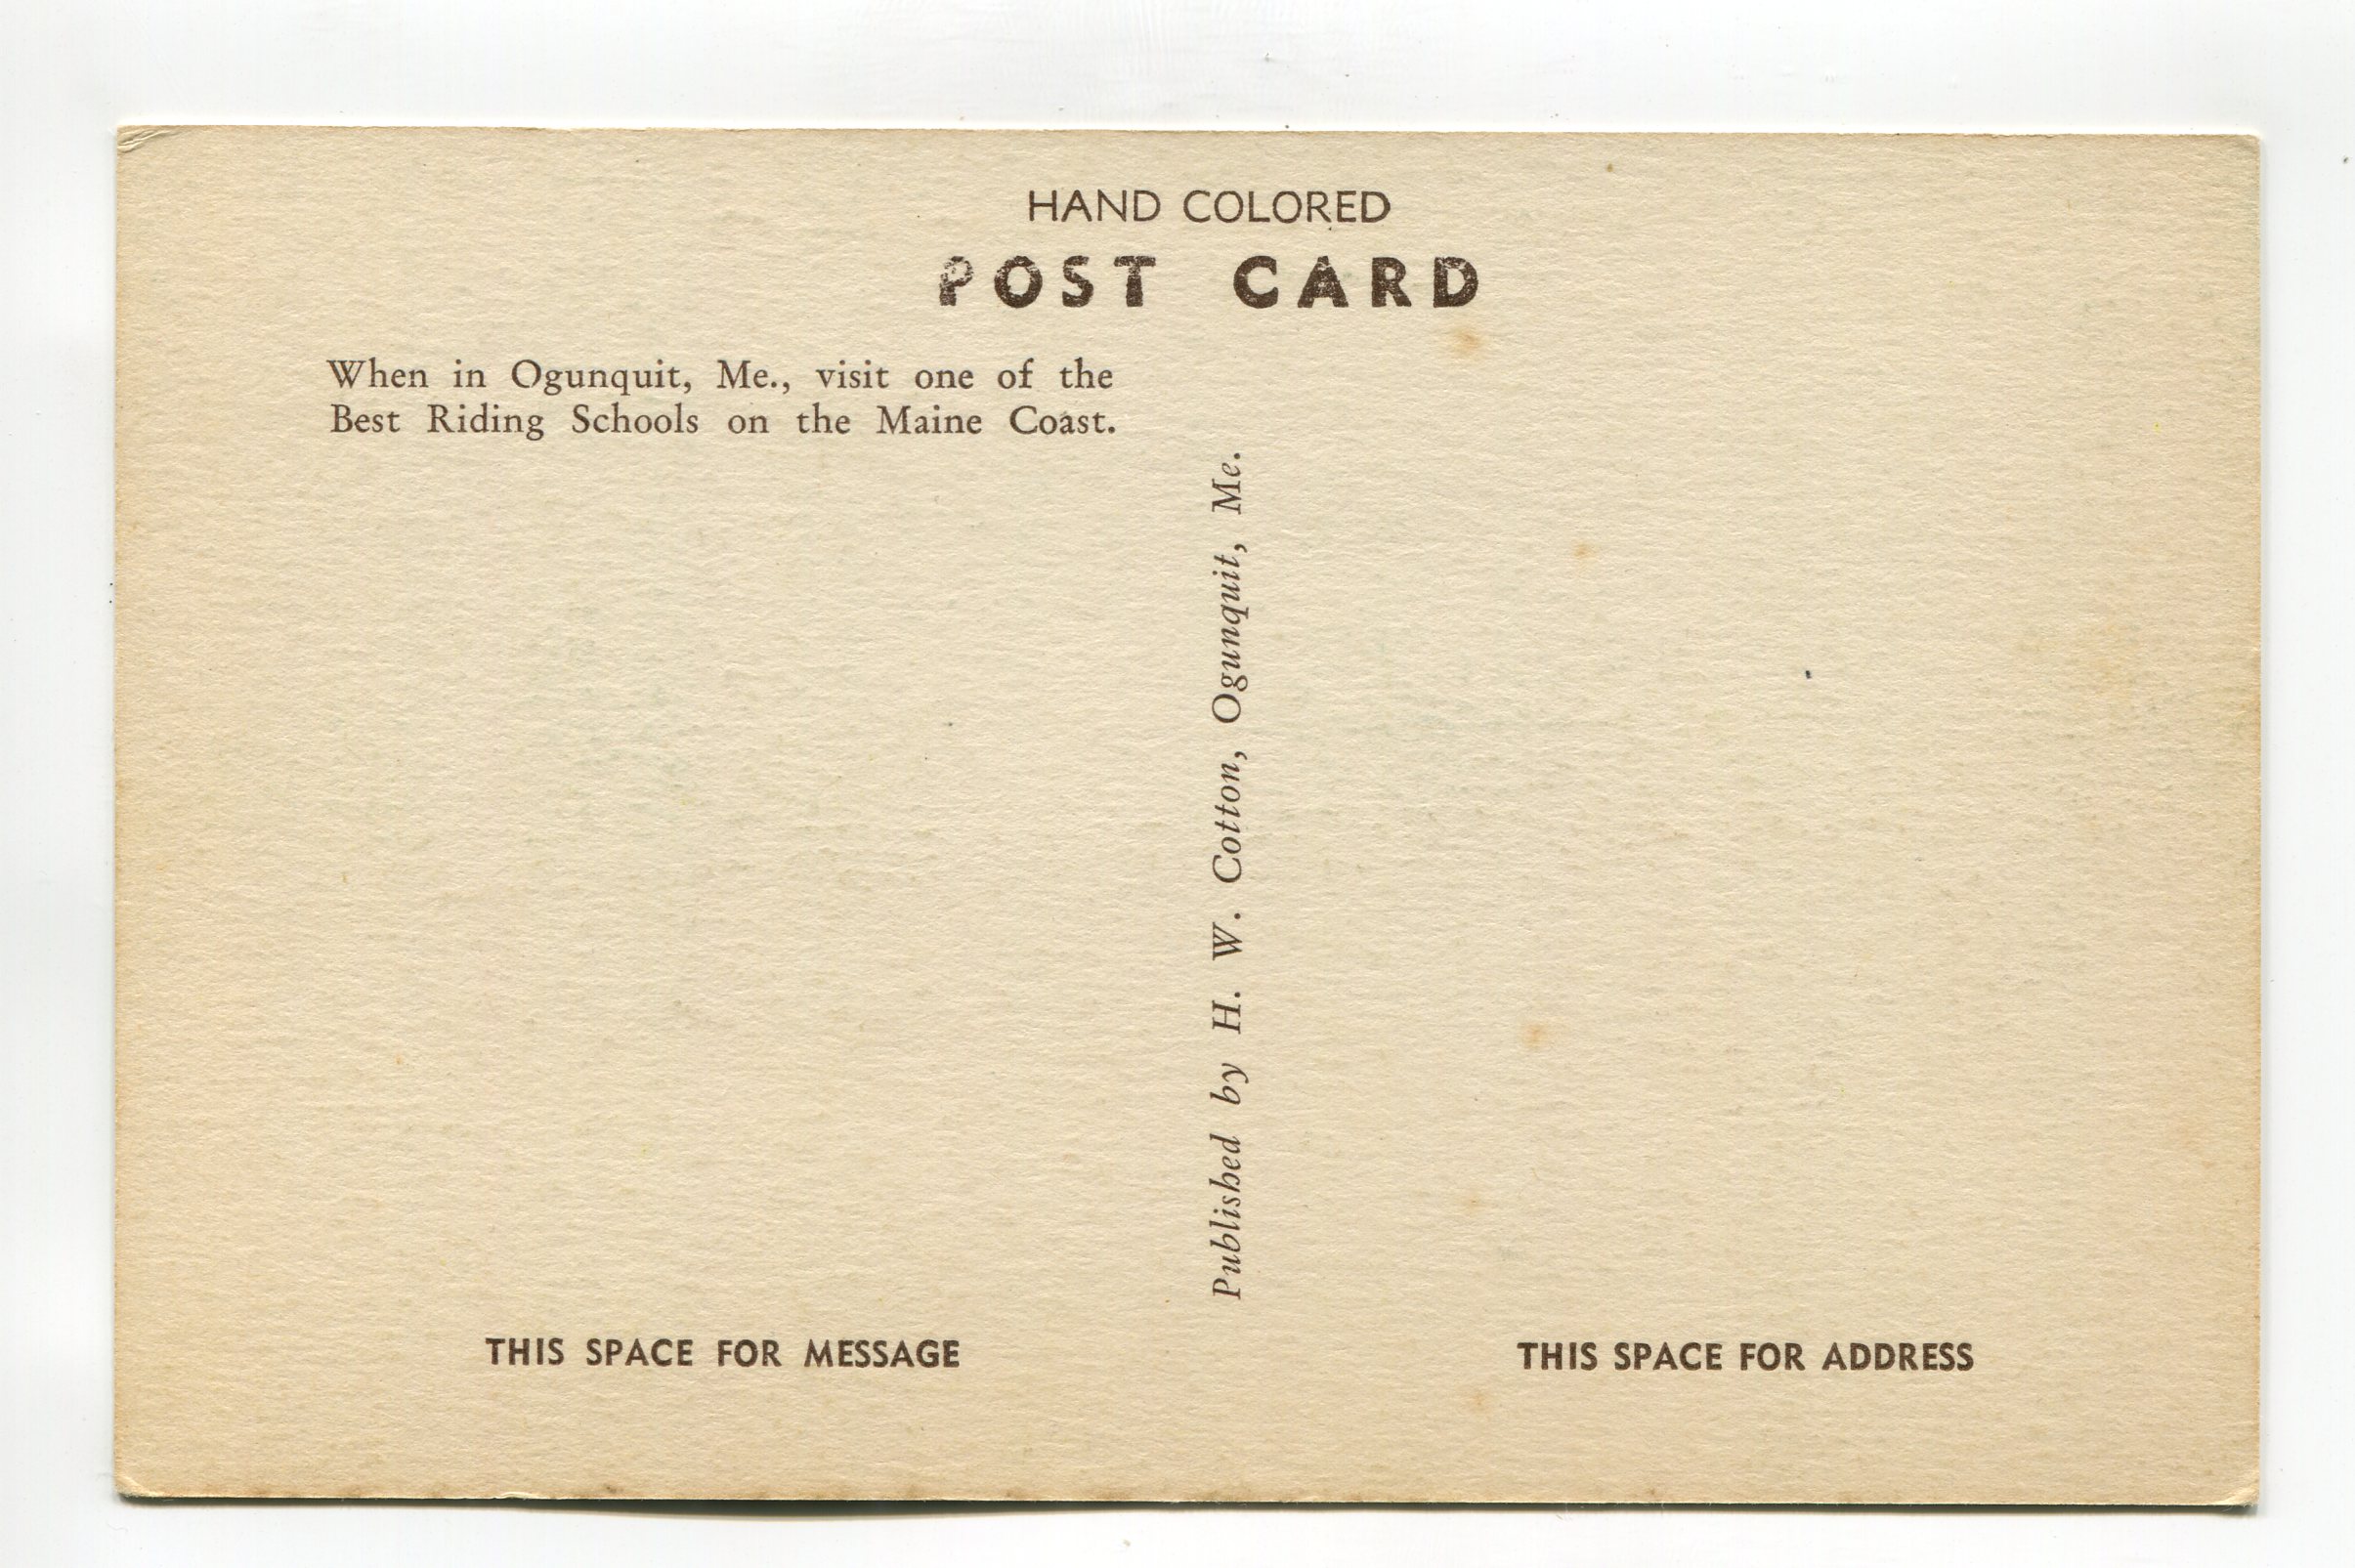 HAND COLORED
POST CARD
When in Ogunquit, Me., visit one of the
Best Riding Schools on the Maine Coast.
Published by H. W. Cotton, Ogunquit, Me.
THIS SPACE FOR MESSAGE
THIS SPACE FOR ADDRESS